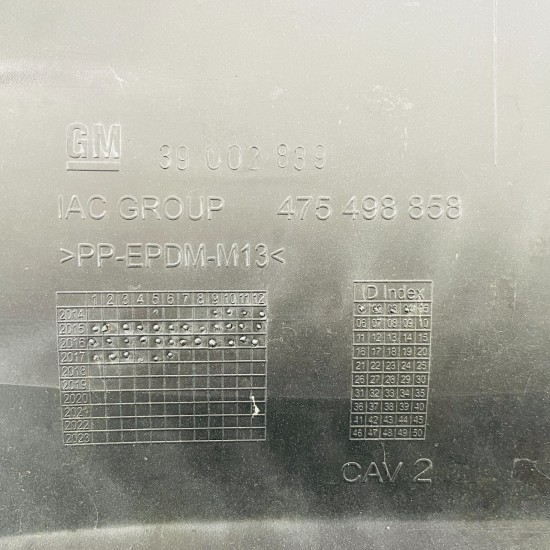 GM 39 002 839
IAC GROUP 475 498 858
>PP-EPDM-M13<
1 2 3 4 5 6 7 8 9 10 11 12
2014
2015
2016
2017
2018
2019
2020
2021
2022
2023
ID Index
05
06 07 08 09 10
11 12 13 14 15
16 17 18 19 20
21 22 23 24 25
26 27 28 29 30
31 32 33 34 35
36 37 38 39 40
41 42 43 44 45
46 47 48 49 50
CAV 2